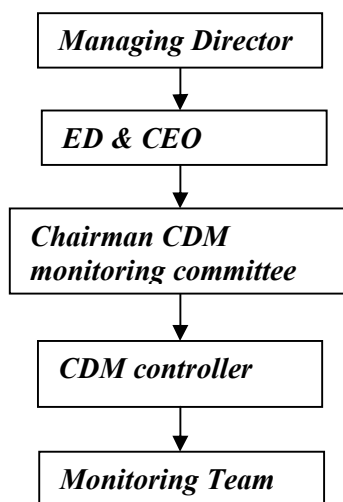 Managing Director
ED & CEO
Chairman CDM
monitoring committee
CDM controller
Monitoring Team